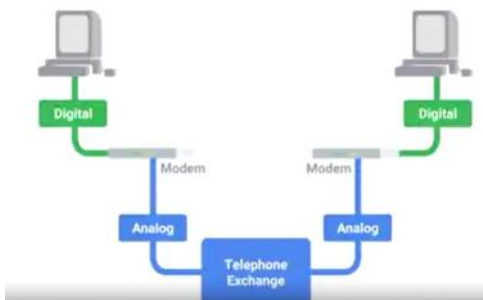 Digital
Digital
Modem
Modem
Analog
Analog
Telephone
Exchange